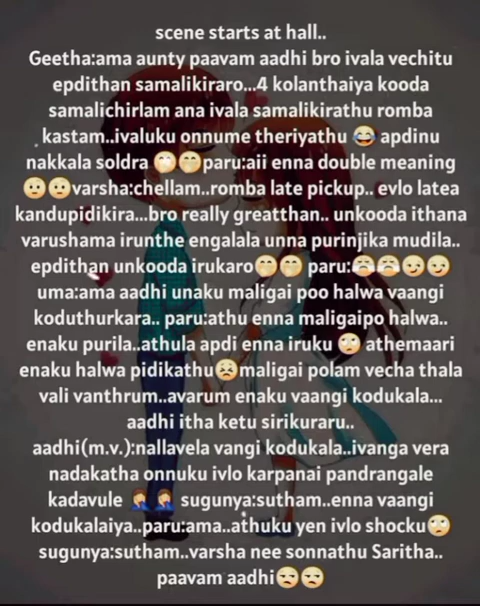 scene starts at hall..
Geetha:ama aunty paavam aadhi bro ivala vechitu
epdithan samalikiraro...4 kolanthaiya kooda
samalichirlam ana ivala samalikirathu romba
kastam..ivaluku onnume theriyathu 😂 apdinu
nakkala soldra 🤭🤭paru:aii enna double meaning
😳😳varsha:chellam..romba late pickup.. evlo latea
kandupidikira...bro really greatthan.. unkooda ithana
varushama irunthe engalala unna purinjika mudila..
epdithan unkooda irukaro🤭🤭 paru:😤😤😏😏
uma:ama aadhi unaku maligai poo halwa vaangi
koduthurkara.. paru:athu enna maligaipo halwa..
enaku purila..athula apdi enna iruku 🙄athemaari
enaku halwa pidikathu😣maligai polam vecha thala
vali vanthrum..avarum enaku vaangi kodukala...
aadhi itha ketu sirikuraru..
aadhi(m.v.):nallavela vangi kodukala..ivanga vera
nadakatha onnuku ivlo karpanai pandrangale
kadavule 🤦‍♂️🤦‍♂️ sugunya:sutham..enna vaangi
kodukalaiya..paru:ama..athuku yen ivlo shocku🙄
sugunya:sutham..varsha nee sonnathu Saritha..
paavam aadhi😒😒